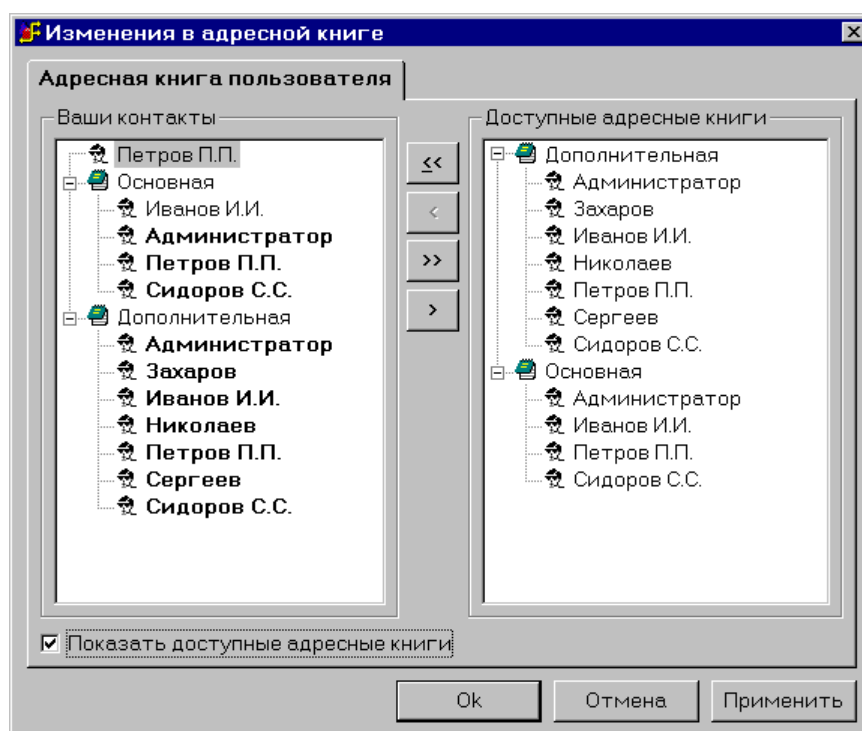 Изменения в адресной книге
Адресная книга пользователя
Ваши контакты
Петров П.П.
Основная
Иванов И.И.
Администратор
Петров П.П.
Сидоров С.С.
Дополнительная
Администратор
Захаров
Иванов И.И.
Николаев
Петров П.П.
Сергеев
Сидоров С.С.
<<
<
>>
>
Доступные адресные книги
Дополнительная
Администратор
Захаров
Иванов И.И.
Николаев
Петров П.П.
Сергеев
Сидоров С.С.
Основная
Администратор
Иванов И.И.
Петров П.П.
Сидоров С.С.
Показать доступные адресные книги
Ok
Отмена
Применить